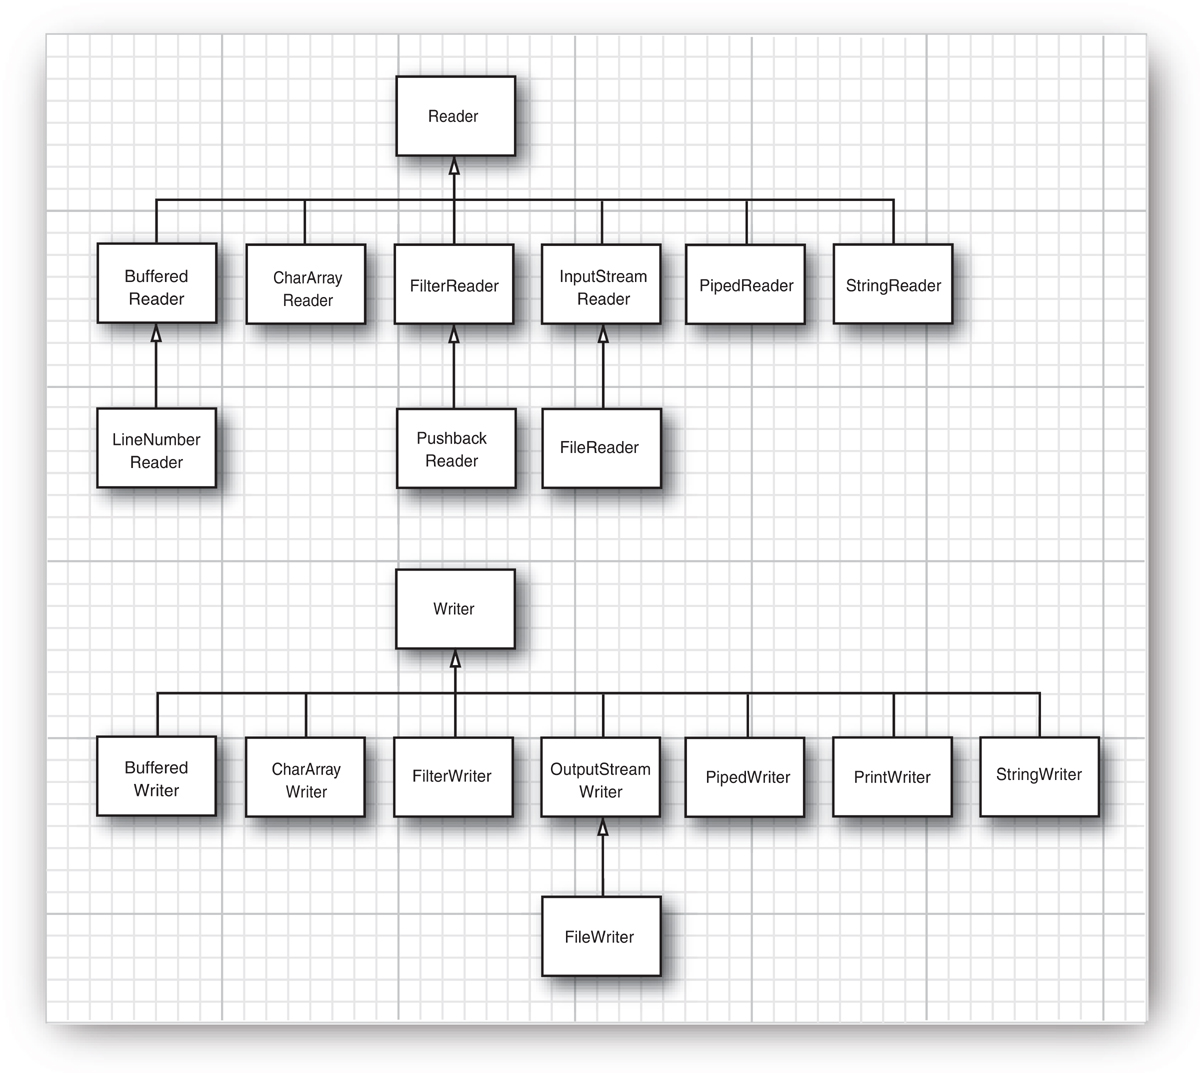 Reader
Buffered
Reader
CharArray
Reader
FilterReader
InputStream
Reader
PipedReader
StringReader
LineNumber
Reader
Pushback
Reader
FileReader
Writer
Buffered
Writer
CharArray
Writer
FilterWriter
OutputStream
Writer
PipedWriter
PrintWriter
StringWriter
FileWriter